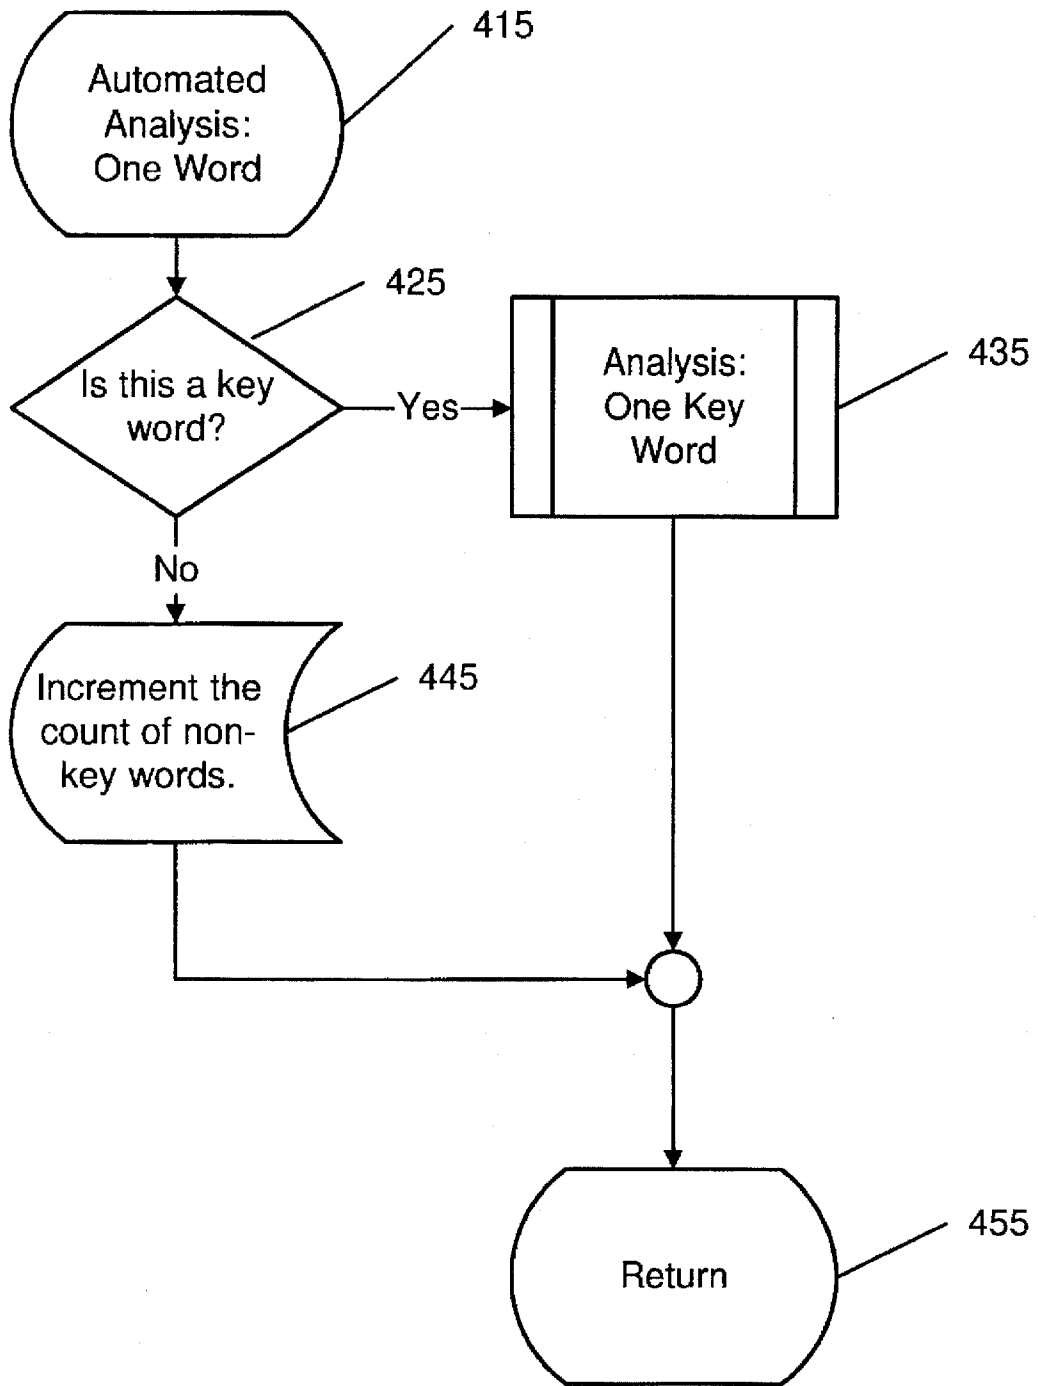 415
Automated
Analysis:
One Word
425
Is this a key
word?
Yes
435
Analysis:
One Key
Word
No
445
Increment the
count of non-
key words.
455
Return